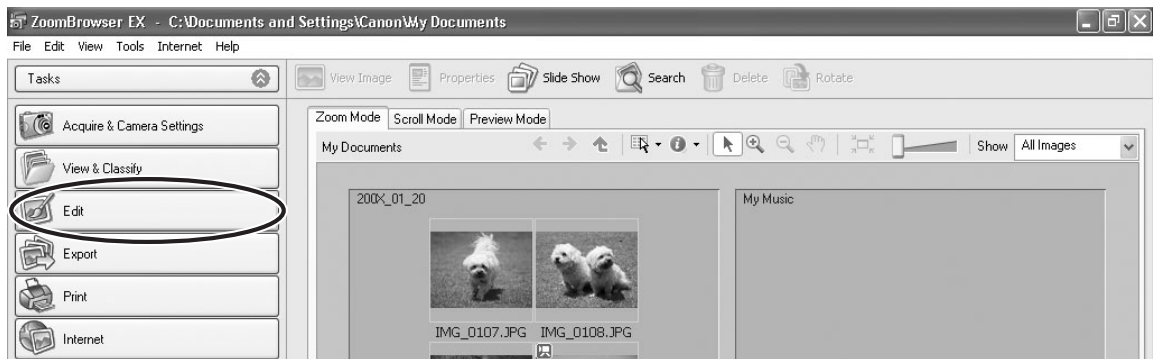 ZoomBrowser EX - C:\Documents and Settings\Canon\My Documents
File Edit View Tools Internet Help
Tasks
View Image Properties Slide Show Search Delete Rotate
Acquire & Camera Settings
View & Classify
Edit
Export
Print
Internet
Zoom Mode Scroll Mode Preview Mode
My Documents Show All Images
200X_01_20 My Music
IMG_0107.JPG IMG_0108.JPG